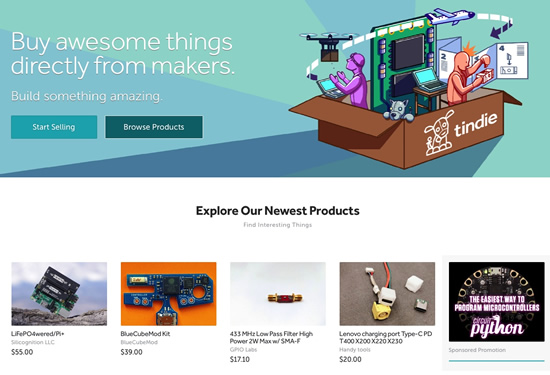 Buy awesome things
directly from makers.
Build something amazing.
Start Selling
Browse Products
2
4
tindie
Explore Our Newest Products
Find Interesting Things
LiFePO4wered/Pi+
Silicognition LLC
$55.00
BlueCubeMod Kit
BlueCubeMod
$39.00
433 MHz Low Pass Filter High
Power 2W Max w/ SMA-F
GPIO Labs
$17.10
Lenovo charging port Type-C PD
T400 X200 X220 X230
Handy tools
$20.00
THE EASIEST WAY TO
PROGRAM MICROCONTROLLERS
circuit
python
Sponsored Promotion